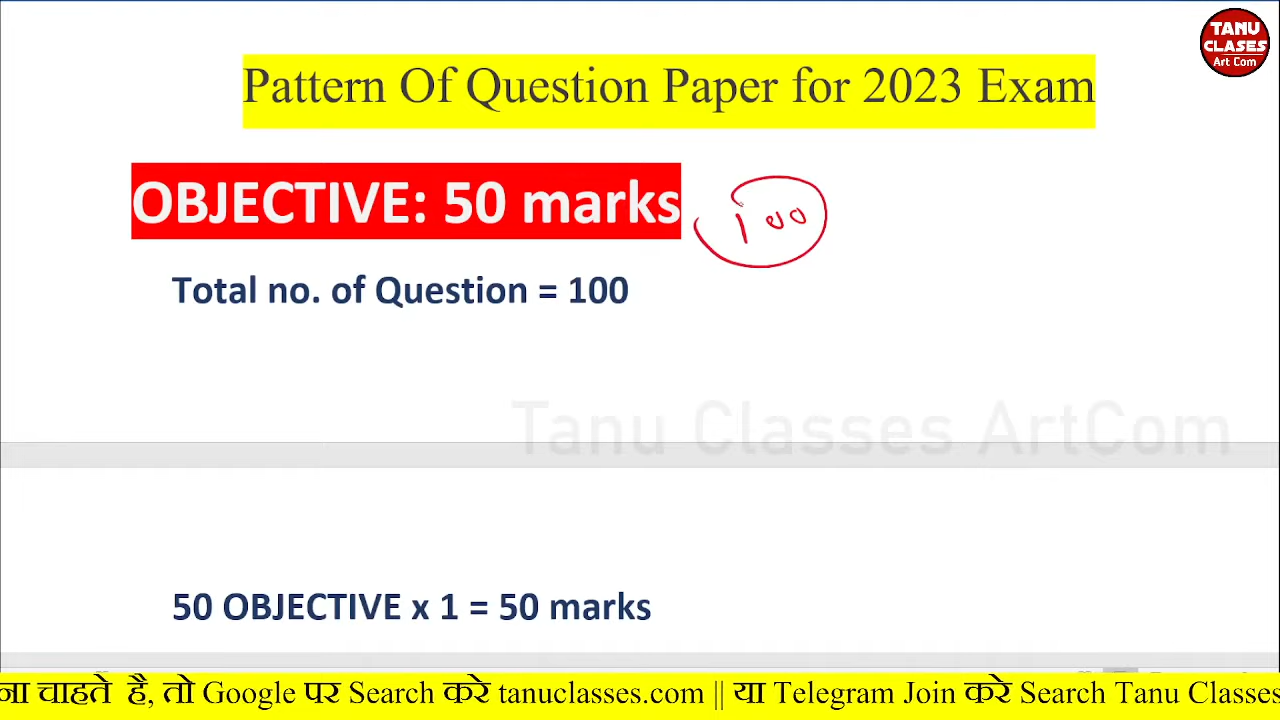 TANU
CLASES
Art Com
Pattern Of Question Paper for 2023 Exam
OBJECTIVE: 50 marks
100
Total no. of Question = 100
Tanu Classes ArtCom
50 OBJECTIVE x 1 = 50 marks
ना चाहते है, तो Google पर Search करे tanuclasses.com || या Telegram Join करे Search Tanu Classes